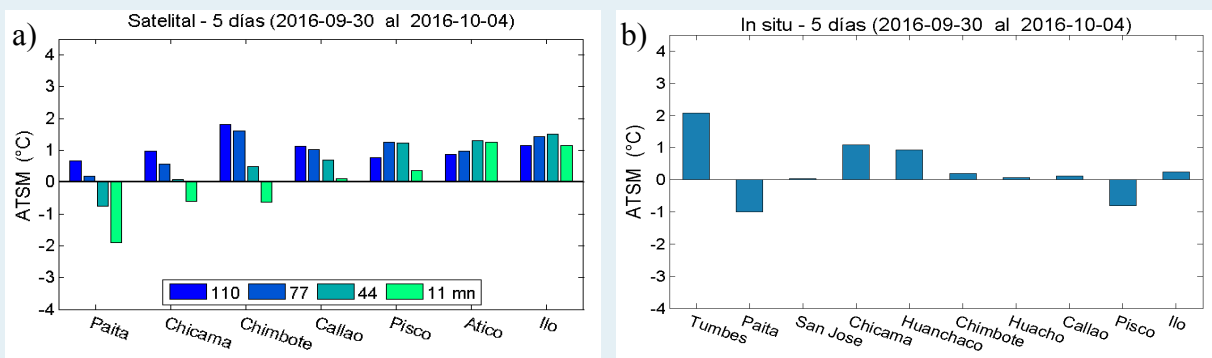 a)
Satelital - 5 días (2016-09-30 al 2016-10-04)
ATSM (°C)
4
3
2
1
0
-1
-2
-3
-4
110 77 44 11 mn
Paita Chicama Chimbote Callao Pisco Atico Ilo
b)
In situ - 5 días (2016-09-30 al 2016-10-04)
ATSM (°C)
4
3
2
1
0
-1
-2
-3
-4
Tumbes Paita San Jose Chicama Huanchaco Chimbote Huacho Callao Pisco Ilo